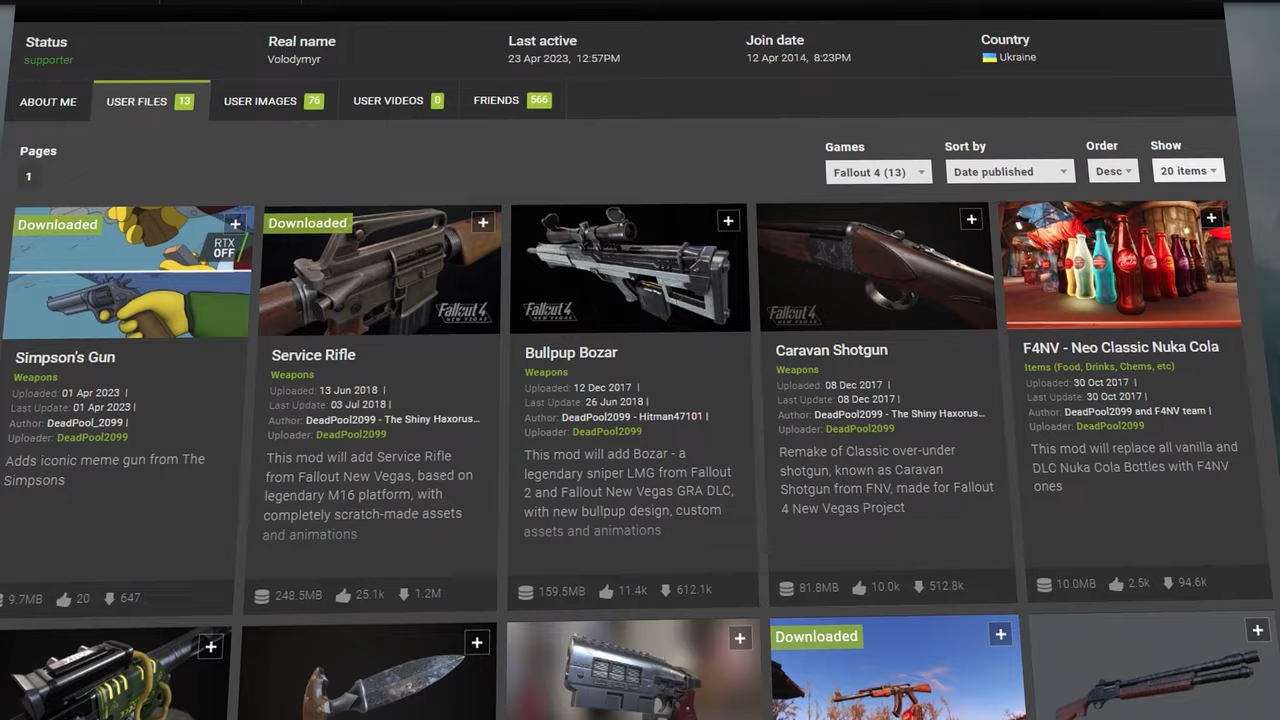 Status
supporter
Real name
Volodymyr
Last active
23 Apr 2023, 12:57PM
Join date
12 Apr 2014, 8:23PM
Country
Ukraine
ABOUT ME
USER FILES 13
USER IMAGES 76
USER VIDEOS 0
FRIENDS 566
Pages
1
Games
Fallout 4 (13)
Sort by
Date published
Order
Desc
Show
20 items
Downloaded
RTX
OFF
Simpson's Gun
Weapons
Uploaded: 01 Apr 2023 |
Last Update: 01 Apr 2023 |
Author: DeadPool_2099 |
Uploader: DeadPool2099
Adds iconic meme gun from The
Simpsons
9.7MB 20 647
Downloaded
Fallout 4
NEW VEGAS
Service Rifle
Weapons
Uploaded: 13 Jun 2018 |
Last Update: 03 Jul 2018 |
Author: DeadPool2099 - The Shiny Haxorus...
Uploader: DeadPool2099
This mod will add Service Rifle
from Fallout New Vegas, based on
legendary M16 platform, with
completely scratch-made assets
and animations
248.5MB 25.1k 1.2M
Fallout 4
NEW VEGAS
Bullpup Bozar
Weapons
Uploaded: 12 Dec 2017 |
Last Update: 26 Jun 2018 |
Author: DeadPool2099 - Hitman47101 |
Uploader: DeadPool2099
This mod will add Bozar - a
legendary sniper LMG from Fallout
2 and Fallout New Vegas GRA DLC,
with new bullpup design, custom
assets and animations
159.5MB 11.4k 612.1k
Fallout 4
NEW VEGAS
Caravan Shotgun
Weapons
Uploaded: 08 Dec 2017 |
Last Update: 08 Dec 2017 |
Author: DeadPool2099 - The Shiny Haxorus...
Uploader: DeadPool2099
Remake of Classic over-under
shotgun, known as Caravan
Shotgun from FNV, made for Fallout
4 New Vegas Project
81.8MB 10.0k 512.8k
F4NV - Neo Classic Nuka Cola
Items (Food, Drinks, Chems, etc)
Uploaded: 30 Oct 2017 |
Last Update: 30 Oct 2017 |
Author: DeadPool2099 and F4NV team |
Uploader: DeadPool2099
This mod will replace all vanilla and
DLC Nuka Cola Bottles with F4NV
ones
10.0MB 2.5k 94.6k
Downloaded